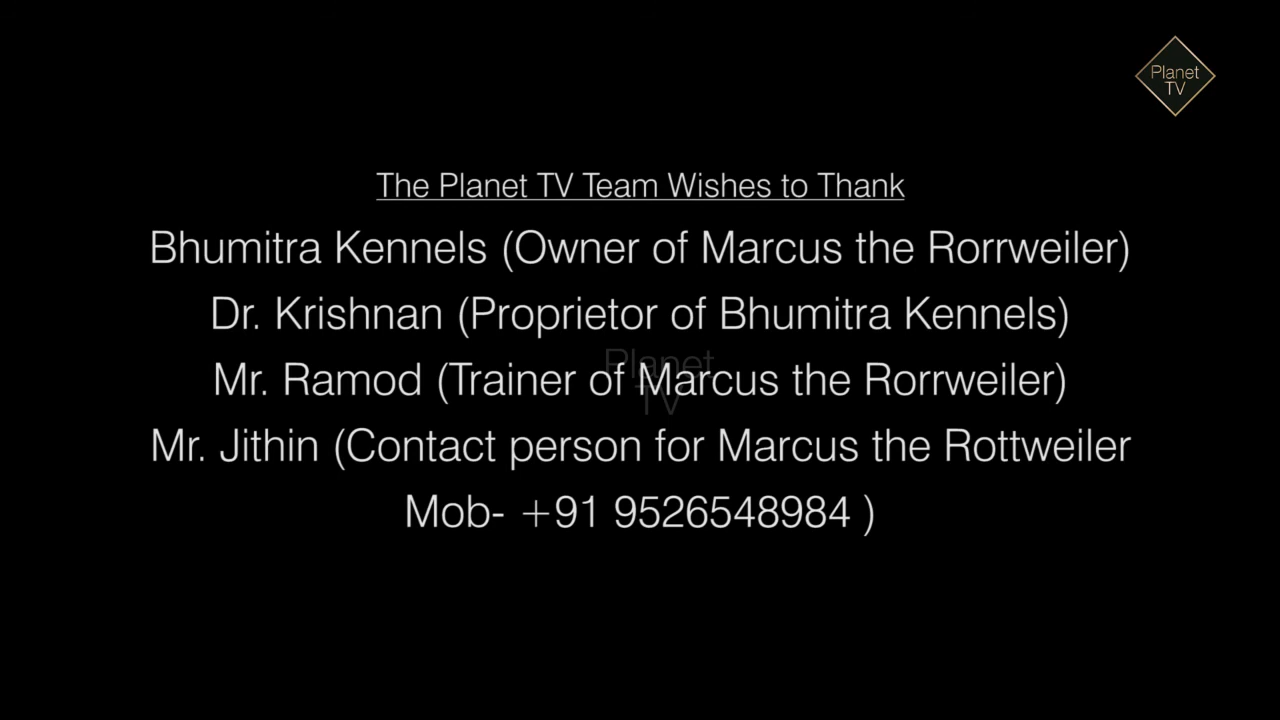 Planet
TV
The Planet TV Team Wishes to Thank
Bhumitra Kennels (Owner of Marcus the Rorrweiler)
Dr. Krishnan (Proprietor of Bhumitra Kennels)
Planet
Mr. Ramod (Trainer of Marcus the Rorrweiler)
TV
Mr. Jithin (Contact person for Marcus the Rottweiler
Mob- +91 9526548984 )